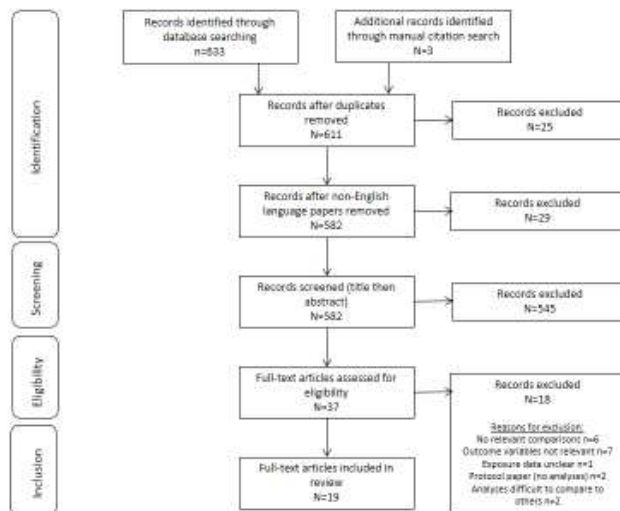 Records identified through
database searching
n=633
Additional records identified
through manual citation search
N=3
Identification
Records after duplicates
removed
N=611
Records excluded
N=25
Records after non-English
language papers removed
N=582
Records excluded
N=29
Screening
Records screened (title then
abstract)
N=582
Records excluded
N=545
Eligibility
Full-text articles assessed for
eligibility
N=37
Records excluded
N=18
Reasons for exclusion:
No relevant comparisons n=6
Outcome variables not relevant n=7
Exposure data unclear n=1
Protocol paper (no analyses) n=2
Analyses difficult to compare to
others n=2
Inclusion
Full-text articles included in
review
N=19